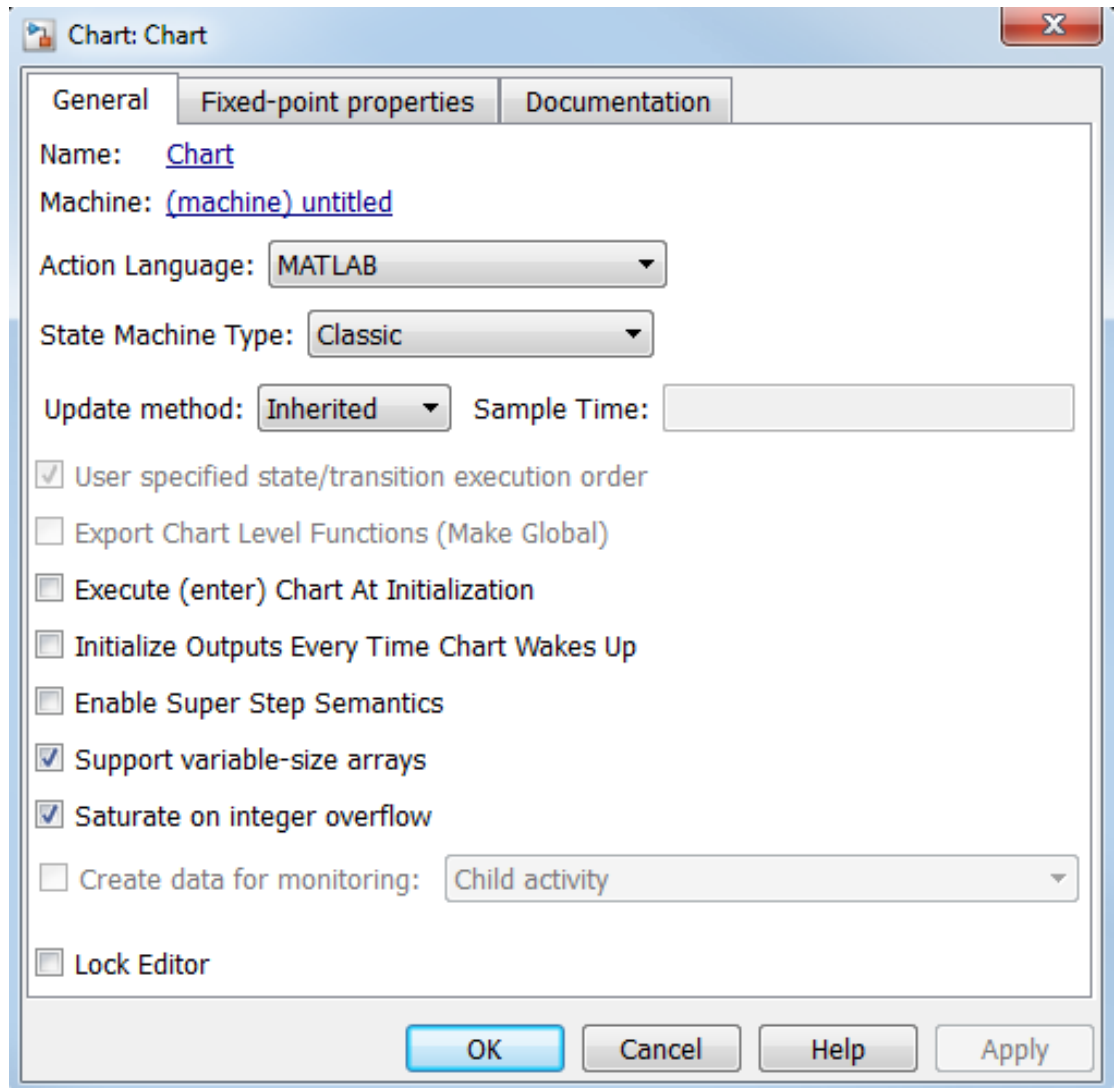 Chart: Chart
General Fixed-point properties Documentation
Name: Chart
Machine: (machine) untitled
Action Language: MATLAB
State Machine Type: Classic
Update method: Inherited Sample Time:
User specified state/transition execution order
Export Chart Level Functions (Make Global)
Execute (enter) Chart At Initialization
Initialize Outputs Every Time Chart Wakes Up
Enable Super Step Semantics
Support variable-size arrays
Saturate on integer overflow
Create data for monitoring: Child activity
Lock Editor
OK Cancel Help Apply